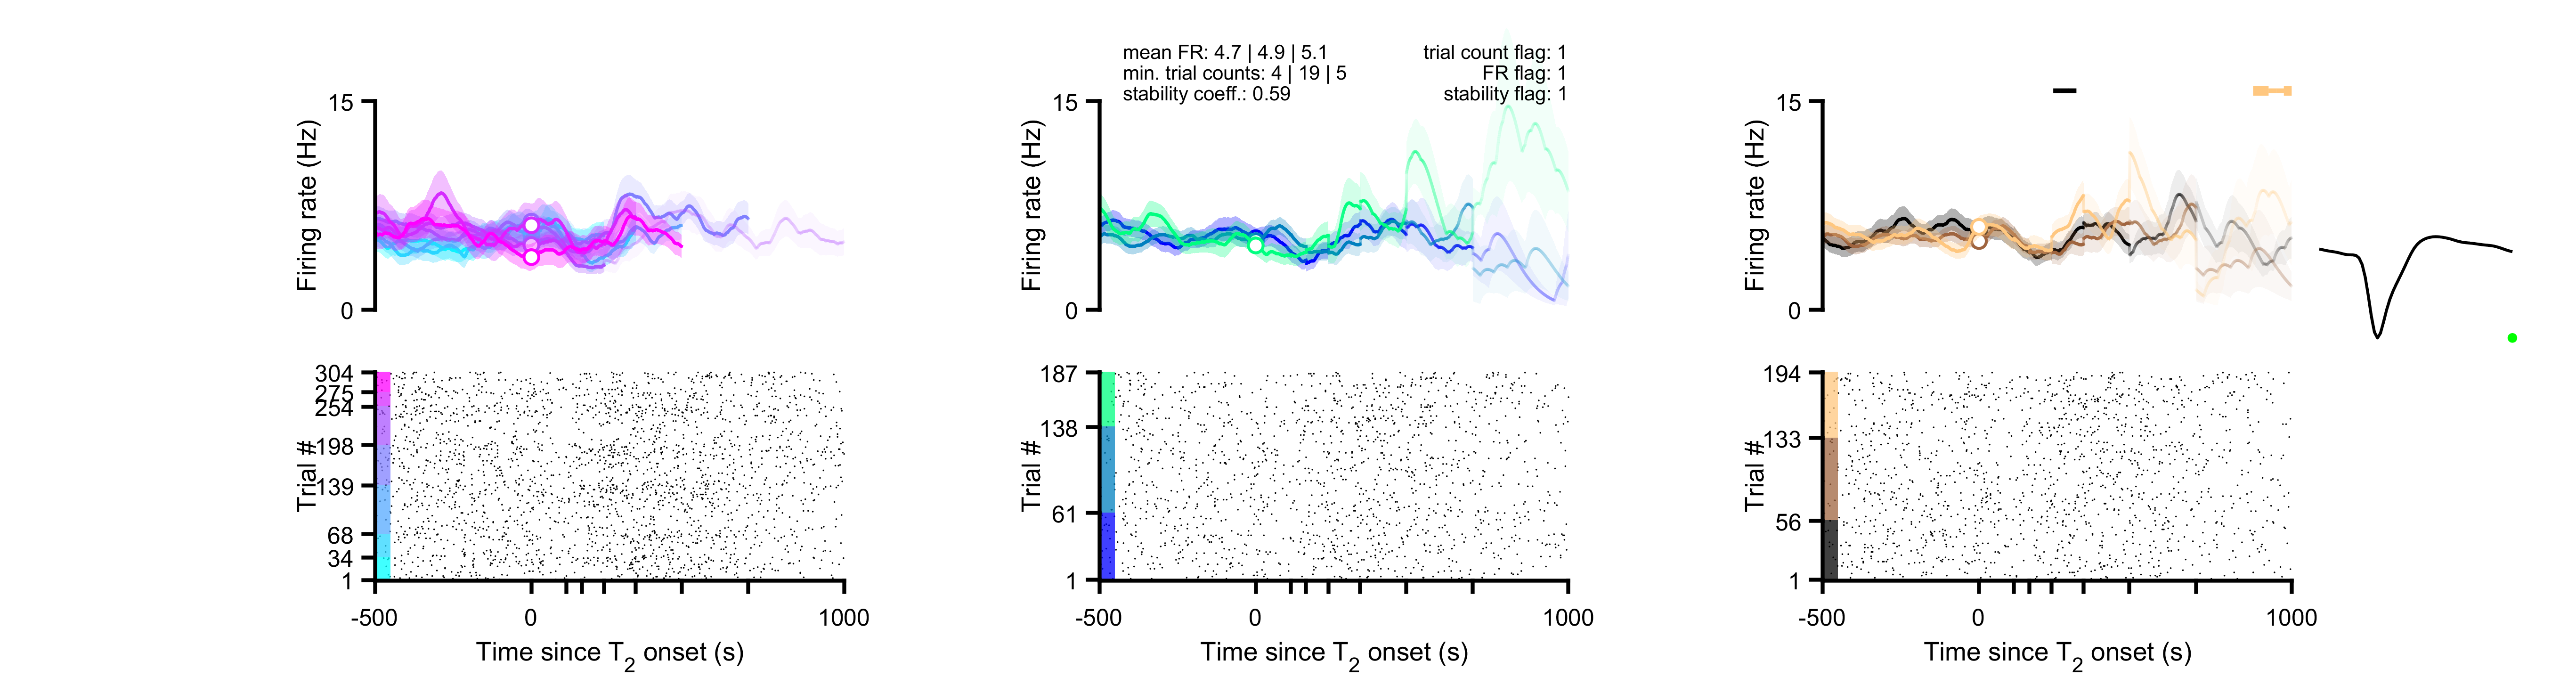 mean FR: 4.7 | 4.9 | 5.1
min. trial counts: 4 | 19 | 5
stability coeff.: 0.59
trial count flag: 1
FR flag: 1
stability flag: 1
15
0
Firing rate (Hz)
15
0
Firing rate (Hz)
15
0
Firing rate (Hz)
304
275
254
198
139
68
34
1
Trial #
-500
0
1000
Time since T2 onset (s)
187
138
61
1
Trial #
-500
0
1000
Time since T2 onset (s)
194
133
56
1
Trial #
-500
0
1000
Time since T2 onset (s)